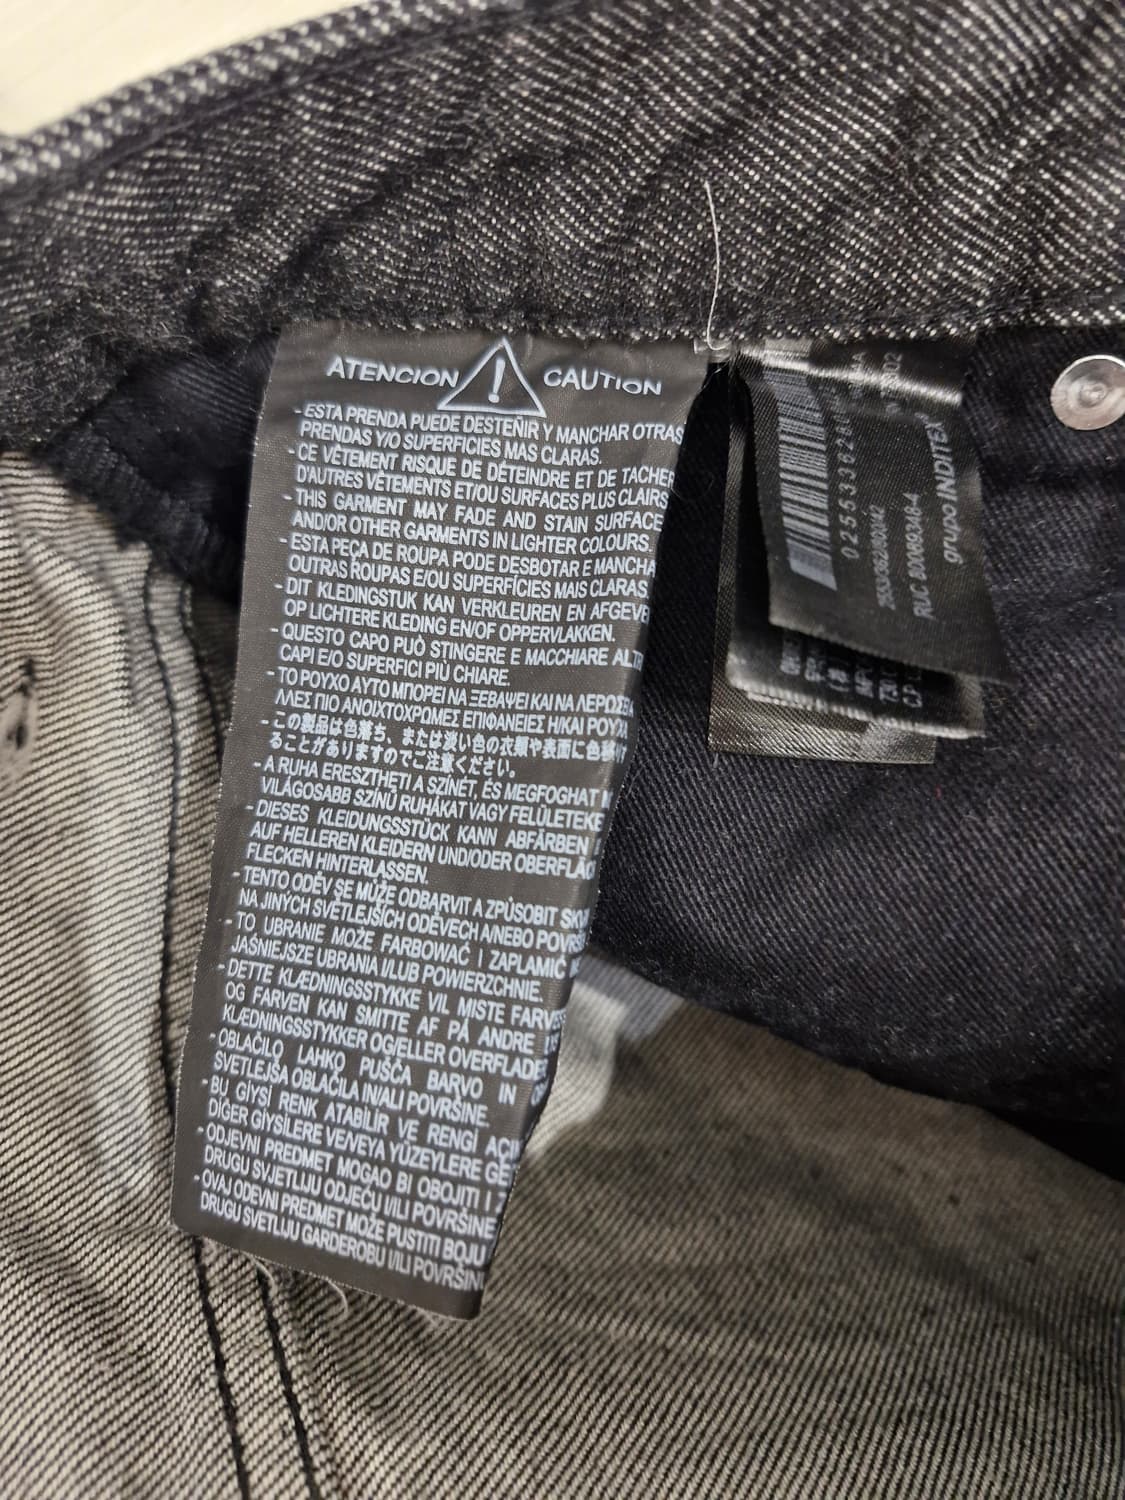 ATENCION ! CAUTION
- ESTA PRENDA PUEDE DESTEÑIR Y MANCHAR OTRAS
PRENDAS Y/O SUPERFICIES MAS CLARAS.
- CE VÊTEMENT RISQUE DE DÉTEINDRE ET DE TACHER
D'AUTRES VÊTEMENTS ET/OU SURFACES PLUS CLAIRS
- THIS GARMENT MAY FADE AND STAIN SURFACE
AND/OR OTHER GARMENTS IN LIGHTER COLOURS.
- ESTA PEÇA DE ROUPA PODE DESBOTAR E MANCHA
OUTRAS ROUPAS E/OU SUPERFÍCIES MAIS CLARAS
- DIT KLEDINGSTUK KAN VERKLEUREN EN AFGEVE
OP LICHTERE KLEDING EN/OF OPPERVLAKKEN.
- QUESTO CAPO PUÒ STINGERE E MACCHIARE ALT
CAPI E/O SUPERFICI PIÙ CHIARE.
- ΤΟ ΡΟΥΧΟ ΑΥΤΟ ΜΠΟΡΕΙ ΝΑ ΞΕΒΑΨΕΙ ΚΑΙ ΝΑ ΛΕΡΩΣΕ
ΛΛΕΣ ΠΙΟ ΑΝΟΙΧΤΟΧΡΩΜΕΣ ΕΠΙΦΑΝΕΙΕΣ Η/ΚΑΙ ΡΟΥΧ
- この製品は色落ち、または淡い色の衣類や表面に色移り
ることがありますのでご注意ください。
- A RUHA ERESZTHETI A SZÍNET, ÉS MEGFOGHAT M
VILÁGOSABB SZÍNŰ RUHÁKAT VAGY FELÜLETEKE
- DIESES KLEIDUNGSSTÜCK KANN ABFÄRBEN
AUF HELLEREN KLEIDERN UND/ODER OBERFLÄC
FLECKEN HINTERLASSEN.
- TENTO ODĚV SE MŮŽE ODBARVIT A ZPŮSOBIT SKV
NA JINÝCH SVĚTLEJŠÍCH ODĚVECH A/NEBO POVR
- TO UBRANIE MOŻE FARBOWAĆ I ZAPLAMIĆ
JAŚNIEJSZE UBRANIA I/LUB POWIERZCHNIE.
- DETTE KLÆDNINGSSTYKKE VIL MISTE FARVE
OG FARVEN KAN SMITTE AF PÅ ANDRE
KLÆDNINGSSTYKKER OG/ELLER OVERFLADE
- OBLAČILO LAHKO PUŠČA BARVO IN
SVETLEJŠA OBLAČILA IN/ALI POVRŠINE.
- BU GİYSİ RENK ATABİLİR VE RENGİ AÇI
DİĞER GİYSİLERE VE/VEYA YÜZEYLERE GE
- ODJEVNI PREDMET MOGAO BI OBOJITI I Z
DRUGU SVJETLIJU ODJEĆU I/ILI POVRŠINE
- OVAJ ODEVNI PREDMET MOŽE PUSTITI BOJU
DRUGU SVETLIJU GARDEROBU I/ILI POVRŠIN
RUC 80069346-4
grupo INDITEX